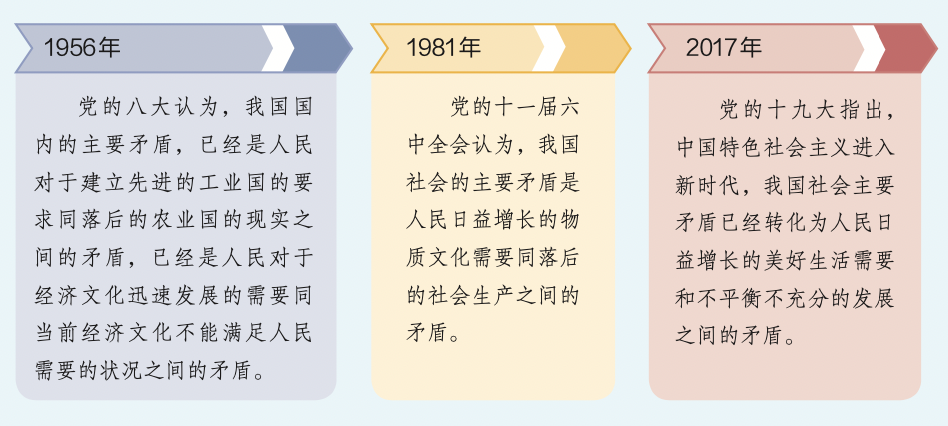 1956年
党的八大认为，我国国
内的主要矛盾，已经是人民
对于建立先进的工业国的要
求同落后的农业国的现实之
间的矛盾，已经是人民对于
经济文化迅速发展的需要同
当前经济文化不能满足人民
需要的状况之间的矛盾。
1981年
党的十一届六
中全会认为，我国
社会的主要矛盾是
人民日益增长的物
质文化需要同落后
的社会生产之间的
矛盾。
2017年
党的十九大指出，
中国特色社会主义进入
新时代，我国社会主要
矛盾已经转化为人民日
益增长的美好生活需要
和不平衡不充分的发展
之间的矛盾。